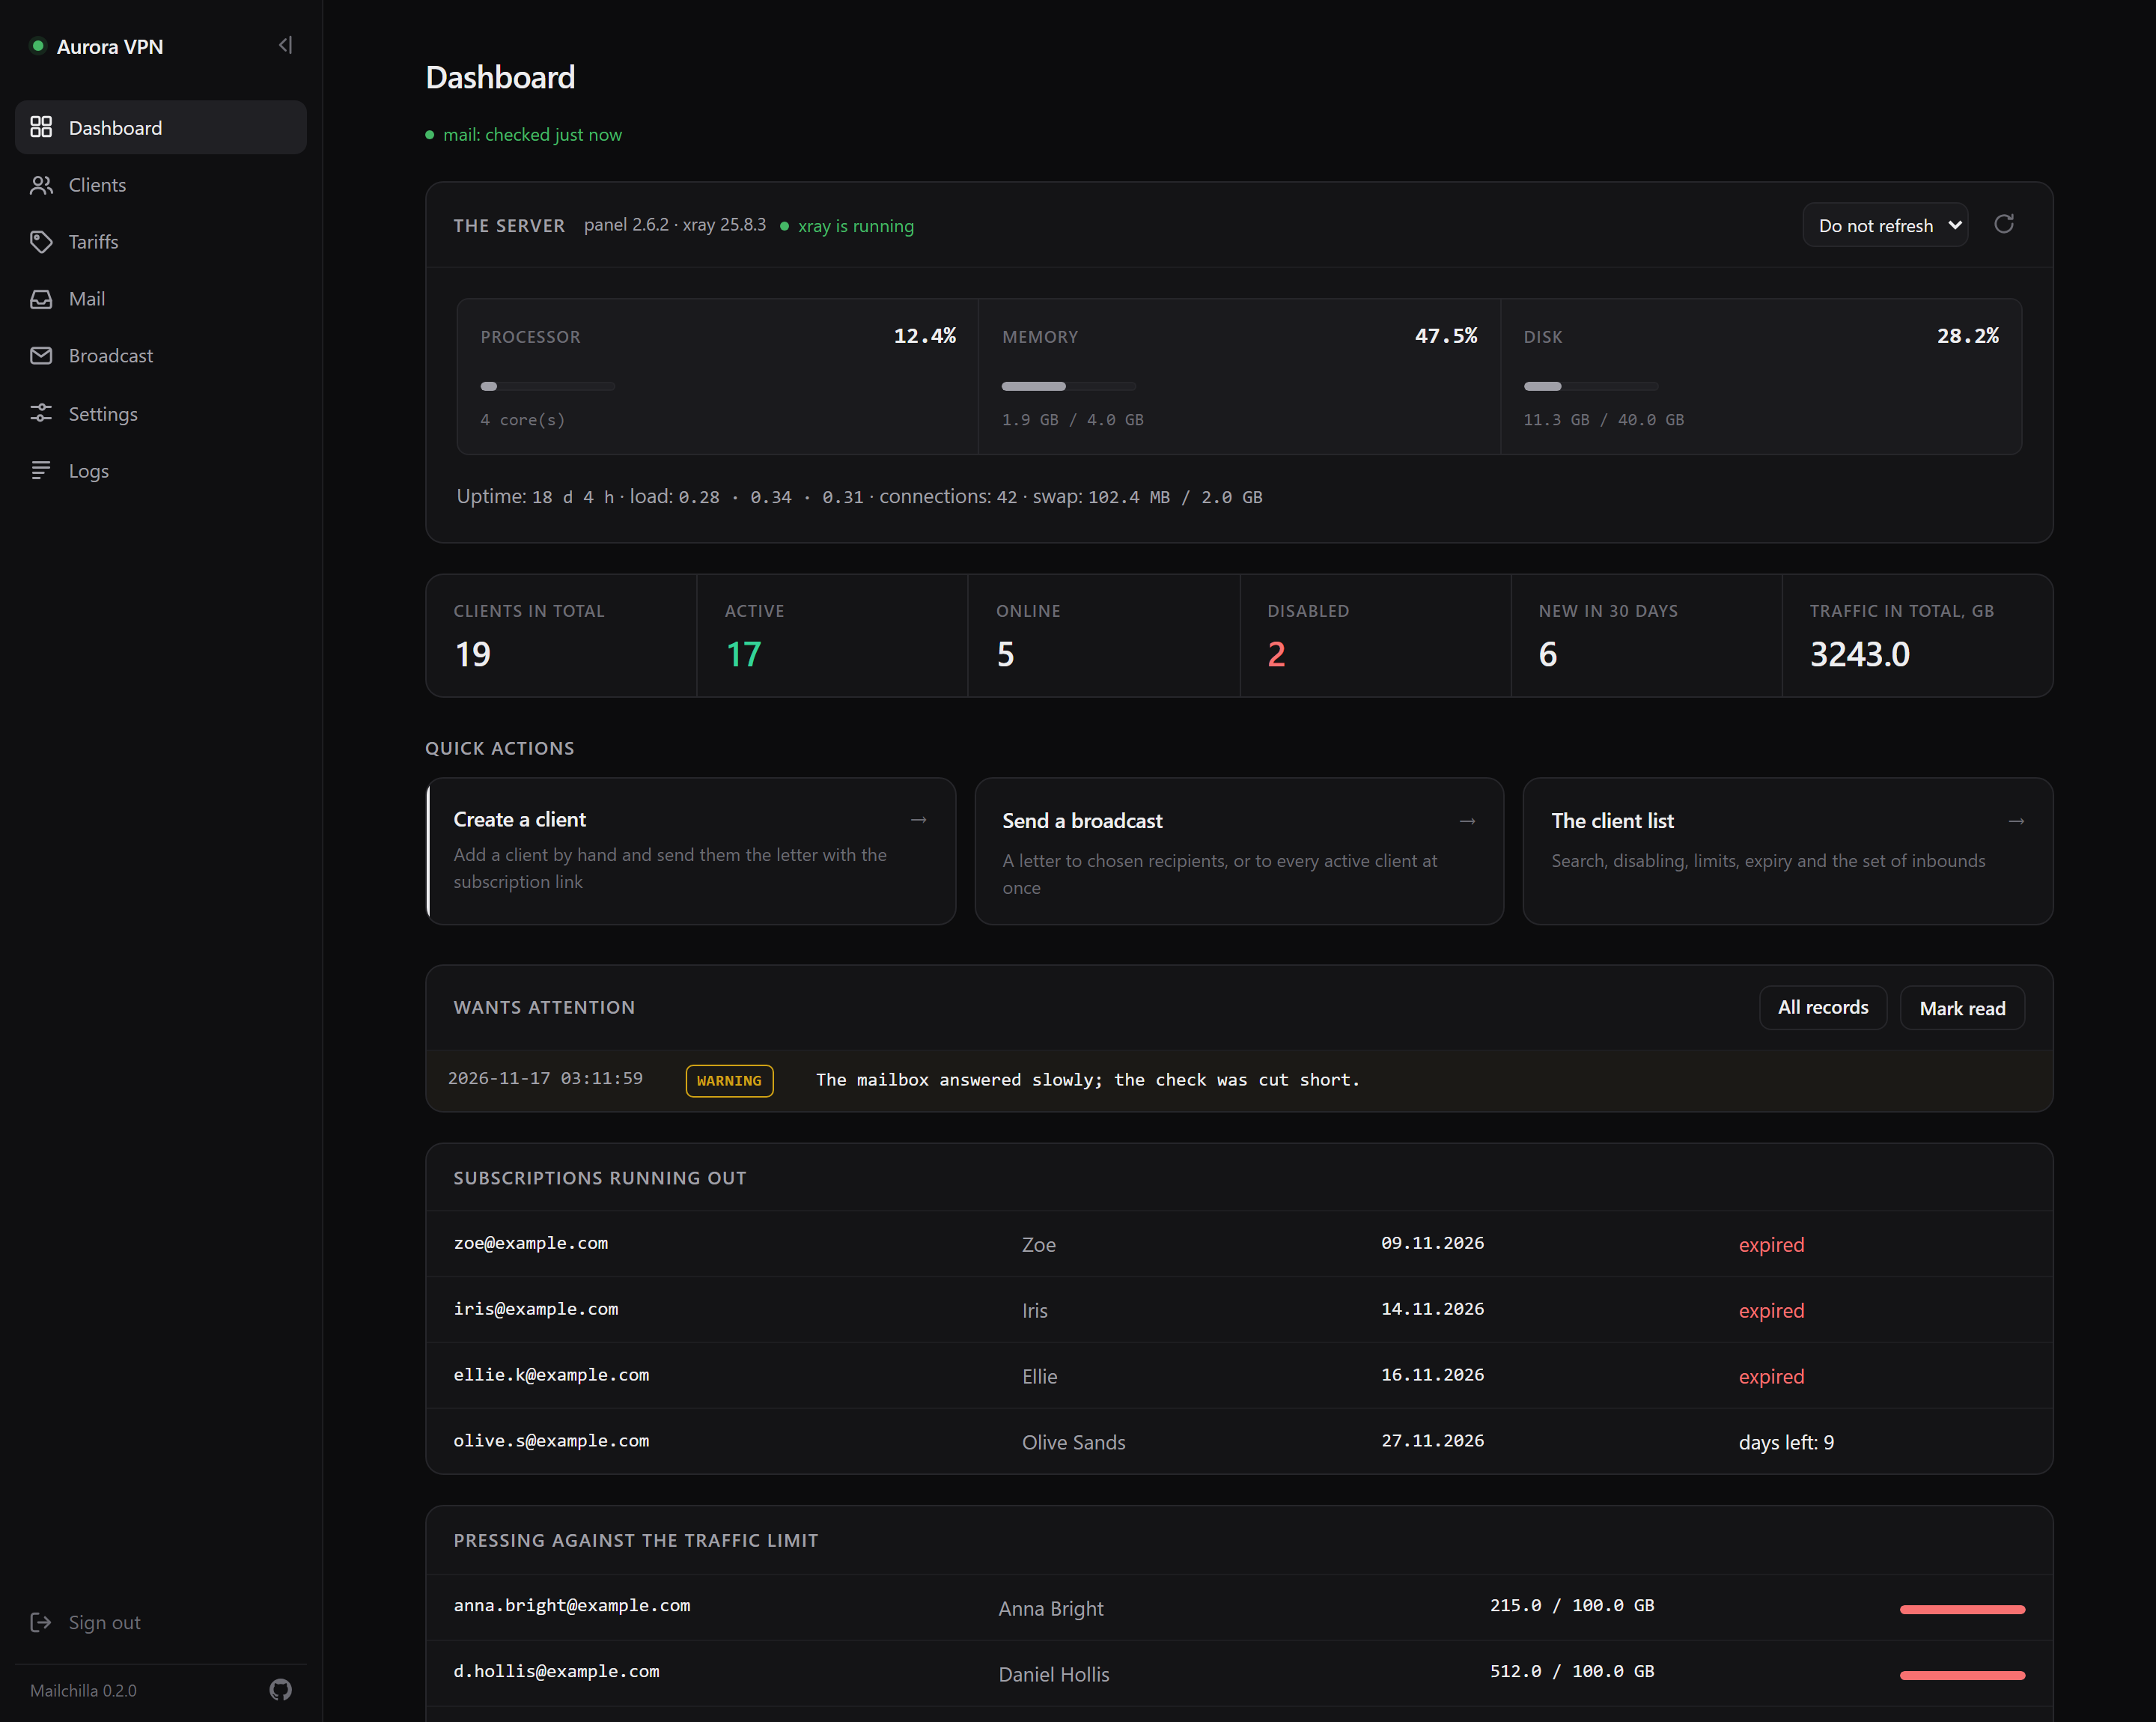 Aurora VPN
Dashboard
Clients
Tariffs
Mail
Broadcast
Settings
Logs
Sign out
Mailchilla 0.2.0
Dashboard
mail: checked just now
THE SERVER panel 2.6.2 · xray 25.8.3 xray is running Do not refresh
PROCESSOR 12.4%
4 core(s)
MEMORY 47.5%
1.9 GB / 4.0 GB
DISK 28.2%
11.3 GB / 40.0 GB
Uptime: 18 d 4 h · load: 0.28 · 0.34 · 0.31 · connections: 42 · swap: 102.4 MB / 2.0 GB
CLIENTS IN TOTAL
19
ACTIVE
17
ONLINE
5
DISABLED
2
NEW IN 30 DAYS
6
TRAFFIC IN TOTAL, GB
3243.0
QUICK ACTIONS
Create a client →
Add a client by hand and send them the letter with the
subscription link
Send a broadcast →
A letter to chosen recipients, or to every active client at
once
The client list →
Search, disabling, limits, expiry and the set of inbounds
WANTS ATTENTION All records Mark read
2026-11-17 03:11:59 WARNING The mailbox answered slowly; the check was cut short.
SUBSCRIPTIONS RUNNING OUT
zoe@example.com Zoe 09.11.2026 expired
iris@example.com Iris 14.11.2026 expired
ellie.k@example.com Ellie 16.11.2026 expired
olive.s@example.com Olive Sands 27.11.2026 days left: 9
PRESSING AGAINST THE TRAFFIC LIMIT
anna.bright@example.com Anna Bright 215.0 / 100.0 GB
d.hollis@example.com Daniel Hollis 512.0 / 100.0 GB